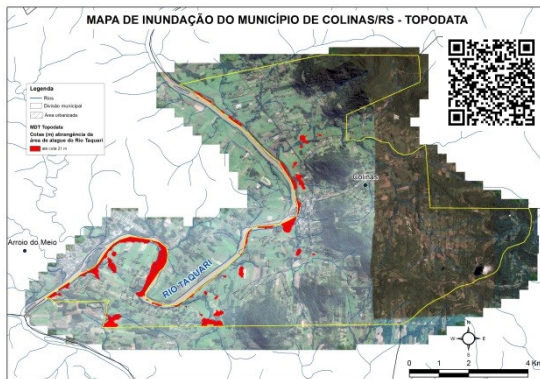 MAPA DE INUNDAÇÃO DO MUNICÍPIO DE COLINAS/RS - TOPODATA
Legenda
Rios
Divisão municipal
Área urbanizada
MDT Topodata
Cotas (m) abrangência da
área de alague do Rio Taquari
Colinas
Arroio do Meio
RIO TAQUARI
N
W E
S
0 1 2 4 Km